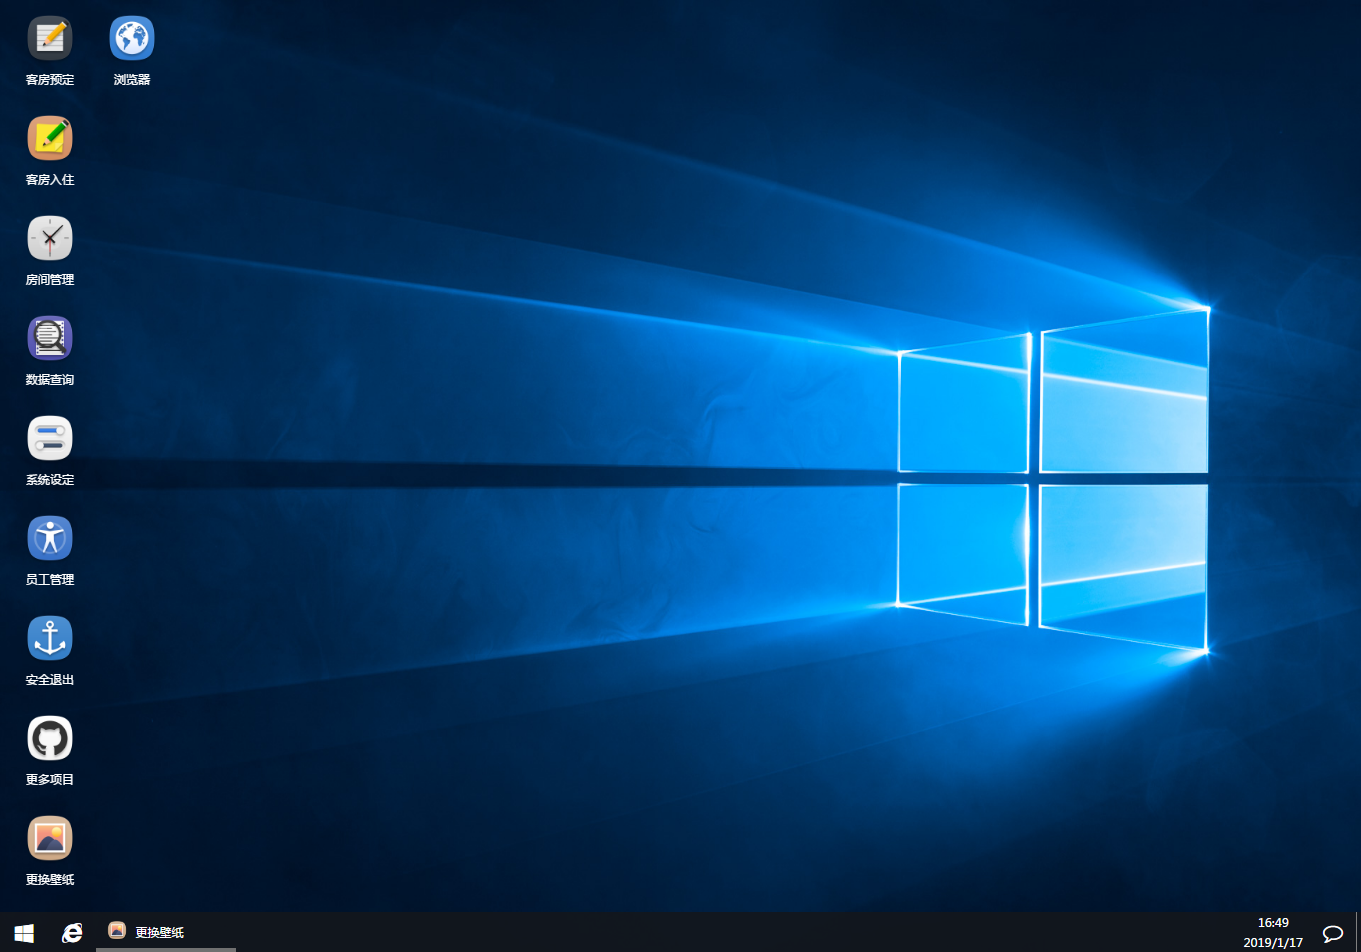 客房预定
浏览器
客房入住
房间管理
数据查询
系统设定
员工管理
安全退出
更多项目
更换壁纸
更换壁纸
16:49
2019/1/17